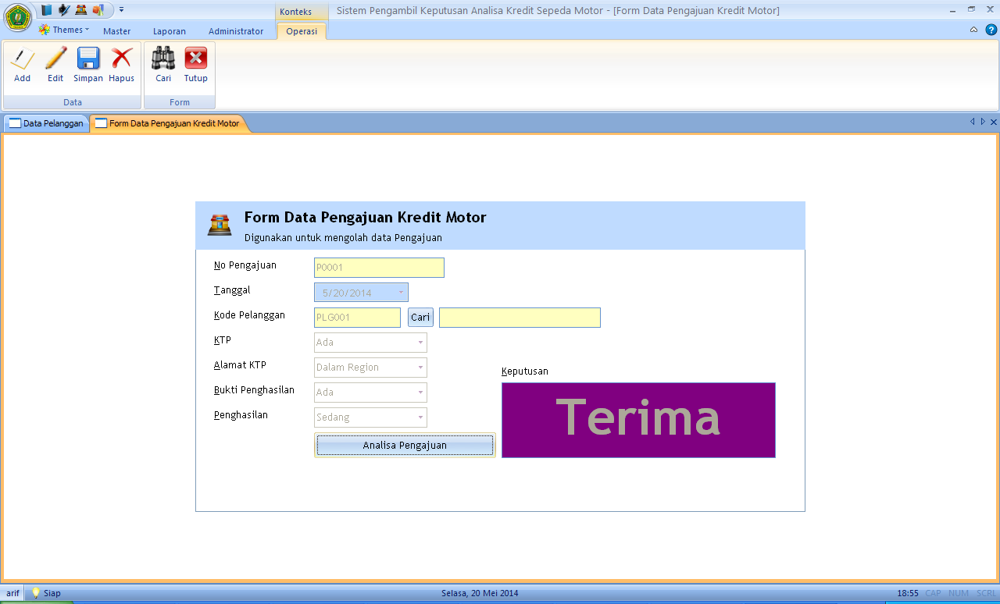 Konteks
Sistem Pengambil Keputusan Analisa Kredit Sepeda Motor - [Form Data Pengajuan Kredit Motor]
Themes Master Laporan Administrator Operasi
Add Edit Simpan Hapus Cari Tutup
Data Form
Data Pelanggan Form Data Pengajuan Kredit Motor
Form Data Pengajuan Kredit Motor
Digunakan untuk mengolah data Pengajuan
No Pengajuan P0001
Tanggal 5/20/2014
Kode Pelanggan PLG001 Cari
KTP Ada
Alamat KTP Dalam Region
Bukti Penghasilan Ada
Penghasilan Sedang
Analisa Pengajuan
Keputusan
Terima
arif Siap Selasa, 20 Mei 2014 18:55 CAP NUM SCRL